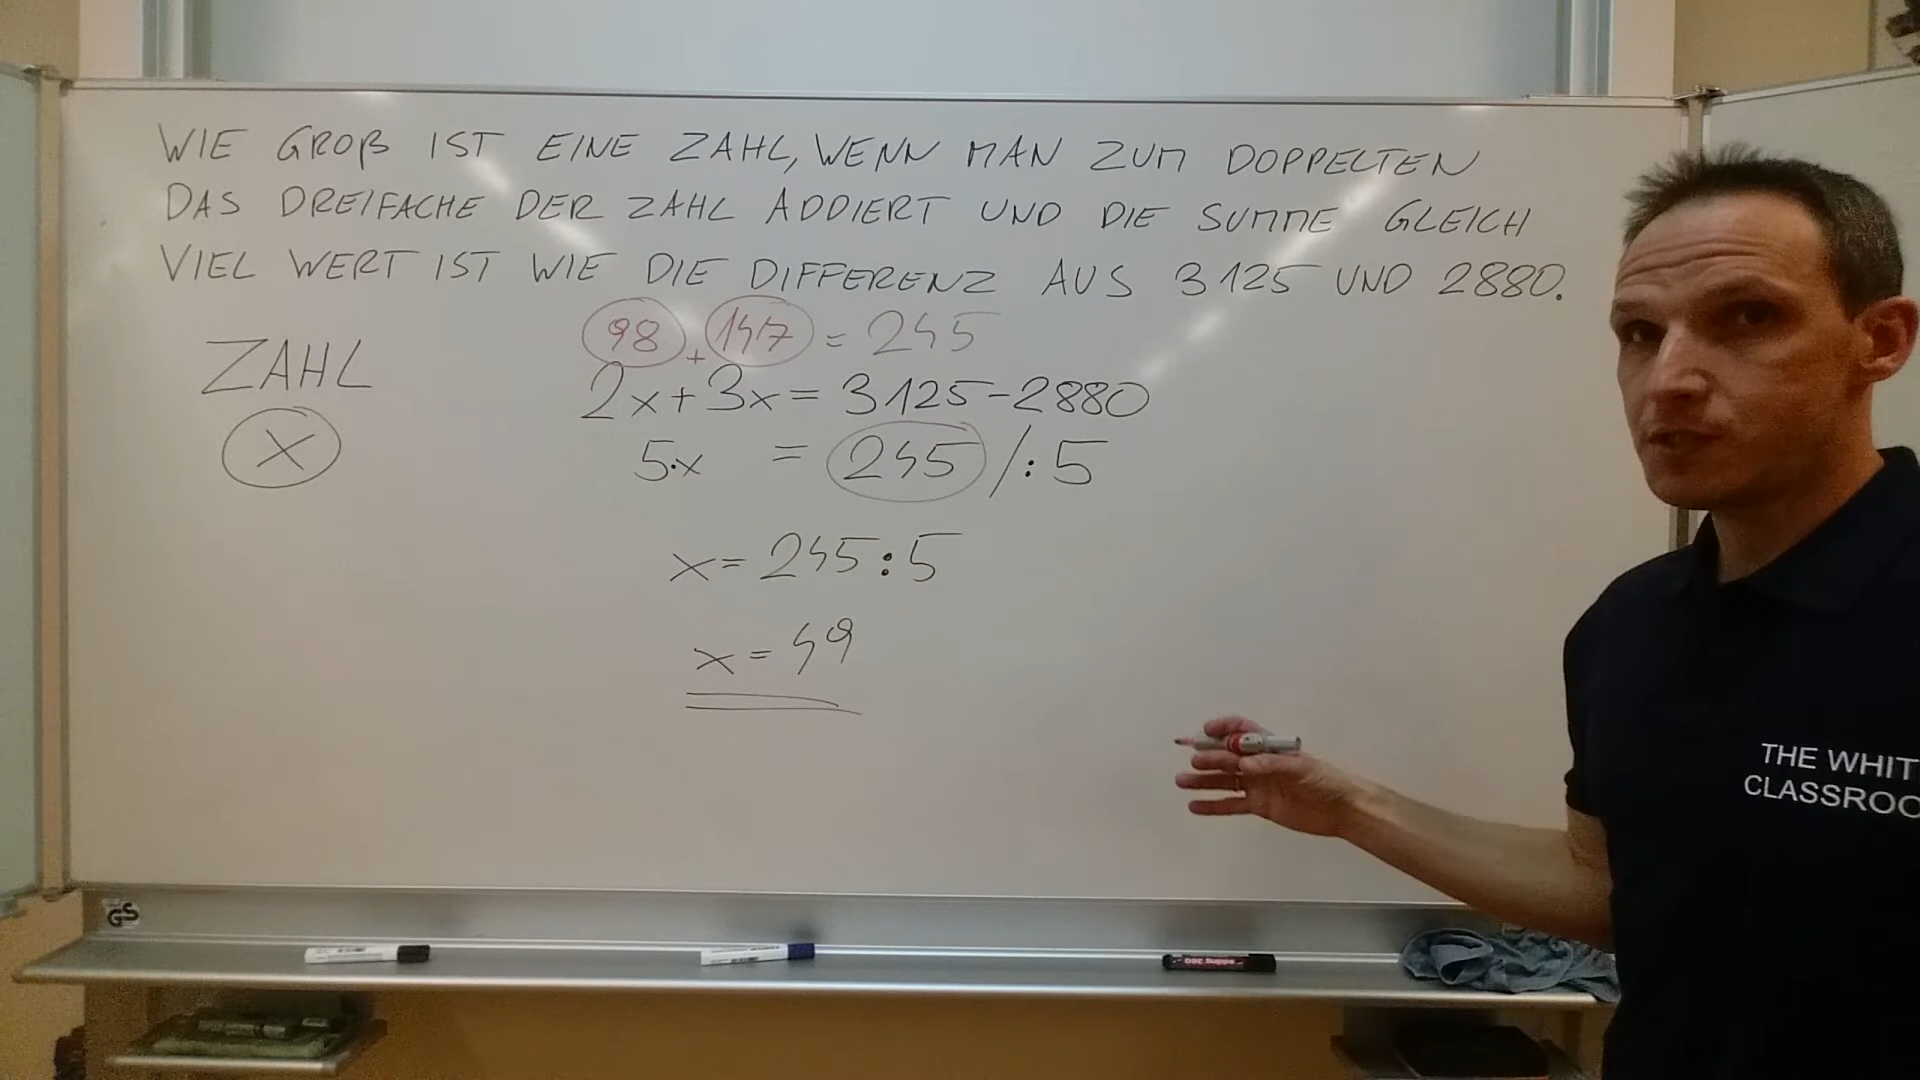 WIE GROß IST EINE ZAHL, WENN MAN ZUM DOPPELTEN
DAS DREIFACHE DER ZAHL ADDIERT UND DIE SUMME GLEICH
VIEL WERT IST WIE DIE DIFFERENZ AUS 3125 UND 2880.
98 + 147 = 245
ZAHL
2x+3x=3125-2880
x
5·x = 245 /:5
x=245:5
x=49
THE WHIT
CLASSROO
GS